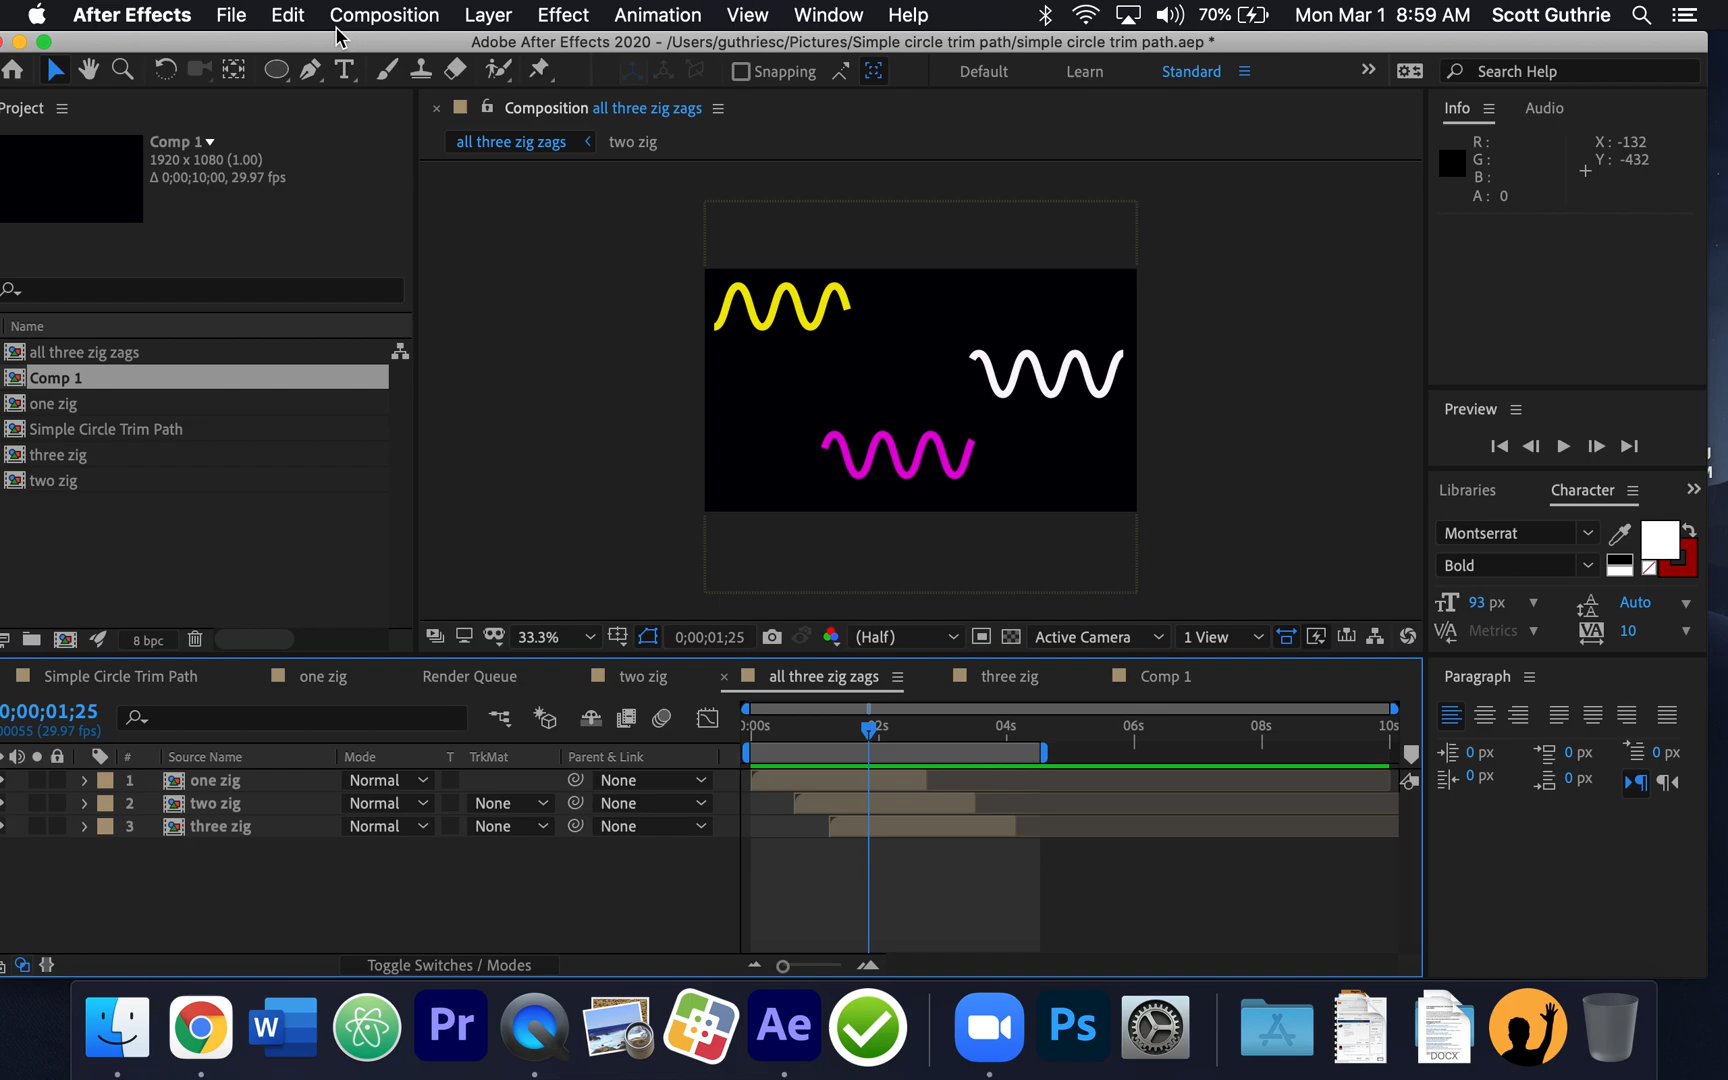 After Effects File Edit Composition Layer Effect Animation View Window Help 70% Mon Mar 1 8:59 AM Scott Guthrie
Adobe After Effects 2020 - /Users/guthriesc/Pictures/Simple circle trim path/simple circle trim path.aep *
Snapping Default Learn Standard Search Help
Project
Composition all three zig zags
Info Audio
all three zig zags two zig
Comp 1
1920 x 1080 (1.00)
Δ 0;00;10;00, 29.97 fps
R :
G :
B :
A : 0
X : -132
Y : -432
Name
all three zig zags
Comp 1
one zig
Simple Circle Trim Path
three zig
two zig
8 bpc
33.3% 0;00;01;25 (Half) Active Camera 1 View
Preview
Libraries Character
Montserrat
Bold
93 px Auto
Metrics 10
Simple Circle Trim Path one zig Render Queue two zig all three zig zags three zig Comp 1
0;00;01;25
00055 (29.97 fps)
0:00s 02s 04s 06s 08s 10s
# Source Name Mode T TrkMat Parent & Link
1 one zig Normal None
2 two zig Normal None None
3 three zig Normal None None
Toggle Switches / Modes
Paragraph
0 px 0 px 0 px
0 px 0 px
W Pr Ae Ps DOCX